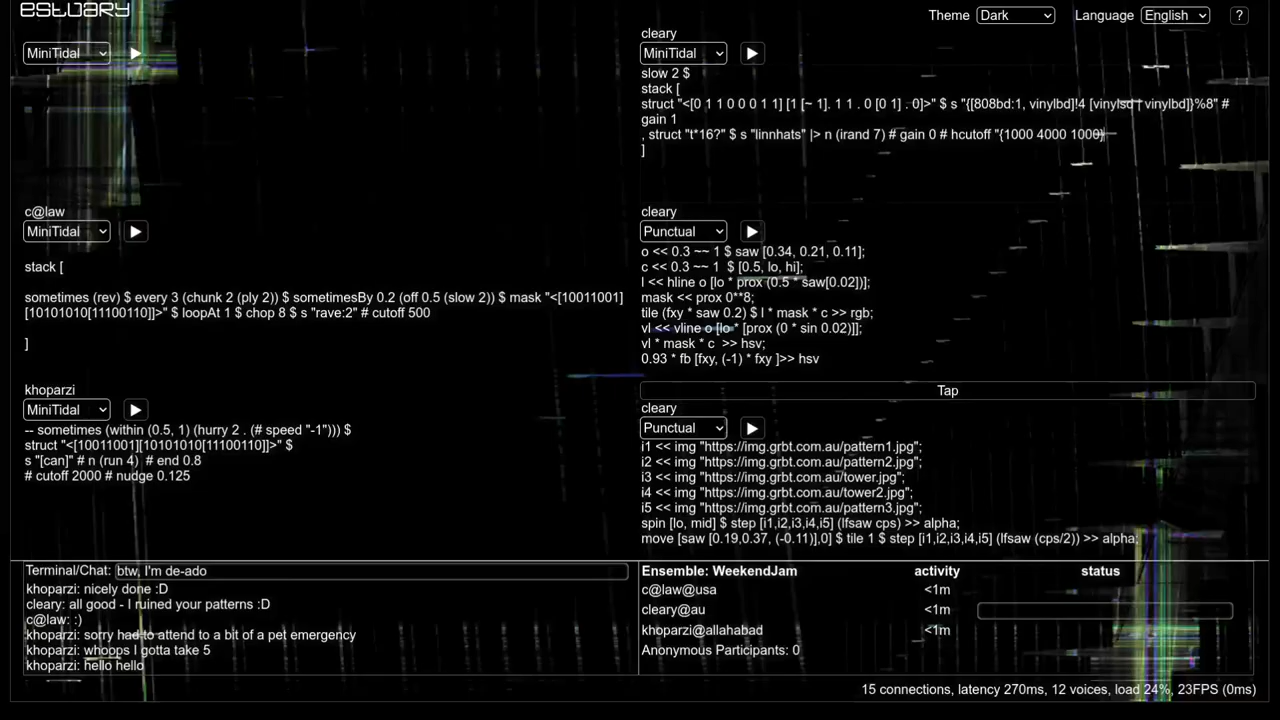 estuary
Theme Dark Language English ?
MiniTidal
c@law
MiniTidal
stack [
sometimes (rev) $ every 3 (chunk 2 (ply 2)) $ sometimesBy 0.2 (off 0.5 (slow 2)) $ mask "<[10011001]
[10101010[11100110]]>" $ loopAt 1 $ chop 8 $ s "rave:2" # cutoff 500
]
khoparzi
MiniTidal
-- sometimes (within (0.5, 1) (hurry 2 . (# speed "-1"))) $
struct "<[10011001][10101010[11100110]]>" $
s "[can]" # n (run 4) # end 0.8
# cutoff 2000 # nudge 0.125
cleary
MiniTidal
slow 2 $
stack [
struct "<[0 1 1 0 0 0 1 1] [1 [~ 1]. 1 1 . 0 [0 1] . 0]>" $ s "{[808bd:1, vinylbd]!4 [vinylsd | vinylbd]}%8" #
gain 1
, struct "t*16?" $ s "linnhats" |> n (irand 7) # gain 0 # hcutoff "{1000 4000 1000}
]
cleary
Punctual
o << 0.3 ~~ 1 $ saw [0.34, 0.21, 0.11];
c << 0.3 ~~ 1 $ [0.5, lo, hi];
l << hline o [lo * prox (0.5 * saw[0.02])];
mask << prox 0**8;
tile (fxy * saw 0.2) $ l * mask * c >> rgb;
vl << vline o [lo * [prox (0 * sin 0.02)]];
vl * mask * c >> hsv;
0.93 * fb [fxy, (-1) * fxy ]>> hsv
Tap
cleary
Punctual
i1 << img "https://img.grbt.com.au/pattern1.jpg";
i2 << img "https://img.grbt.com.au/pattern2.jpg";
i3 << img "https://img.grbt.com.au/tower.jpg";
i4 << img "https://img.grbt.com.au/tower2.jpg";
i5 << img "https://img.grbt.com.au/pattern3.jpg";
spin [lo, mid] $ step [i1,i2,i3,i4,i5] (lfsaw cps) >> alpha;
move [saw [0.19,0.37, (-0.11)],0] $ tile 1 $ step [i1,i2,i3,i4,i5] (lfsaw (cps/2)) >> alpha;
Terminal/Chat: btw, I'm de-ado
khoparzi: nicely done :D
cleary: all good - I ruined your patterns :D
c@law: :)
khoparzi: sorry had to attend to a bit of a pet emergency
khoparzi: whoops I gotta take 5
khoparzi: hello hello
Ensemble: WeekendJam activity status
c@law@usa <1m
cleary@au <1m
khoparzi@allahabad <1m
Anonymous Participants: 0
15 connections, latency 270ms, 12 voices, load 24%, 23FPS (0ms)